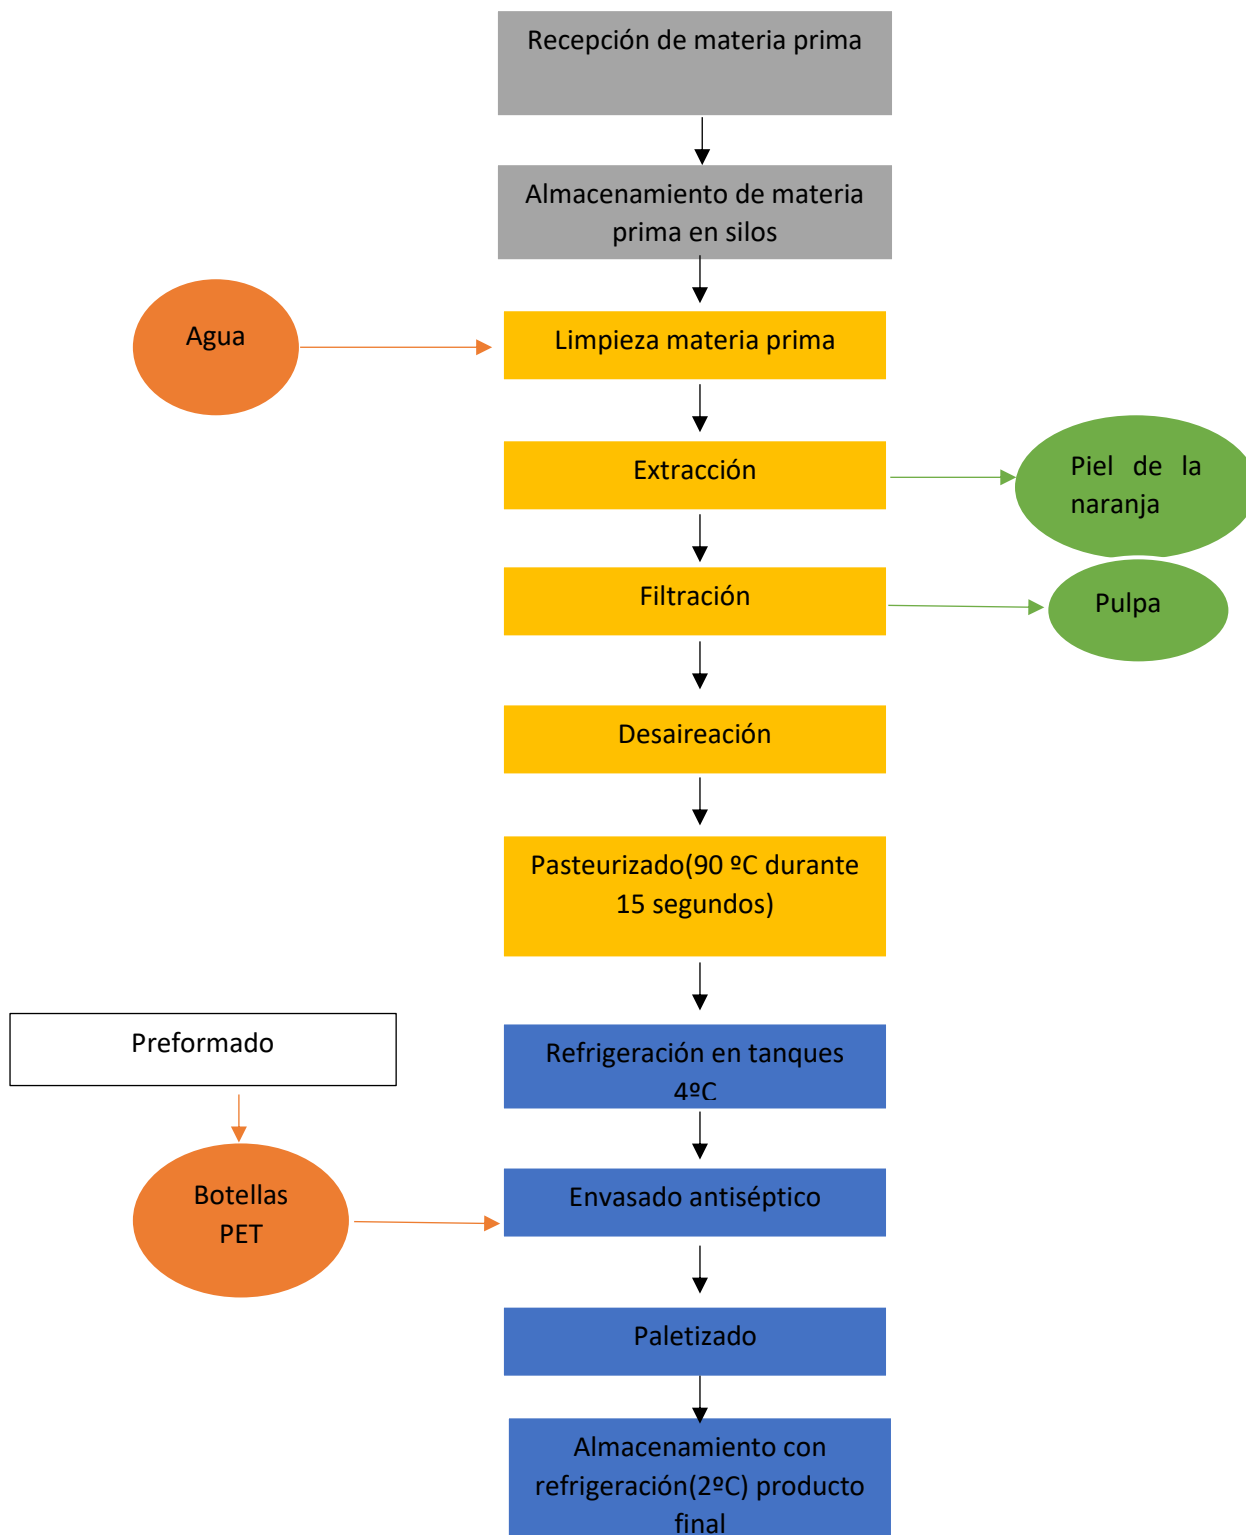 Recepción de materia prima
Almacenamiento de materia
prima en silos
Agua
Limpieza materia prima
Extracción
Piel de la
naranja
Filtración
Pulpa
Desaireación
Pasteurizado(90 ºC durante
15 segundos)
Preformado
Refrigeración en tanques
4ºC
Botellas
PET
Envasado antiséptico
Paletizado
Almacenamiento con
refrigeración(2ºC) producto
final